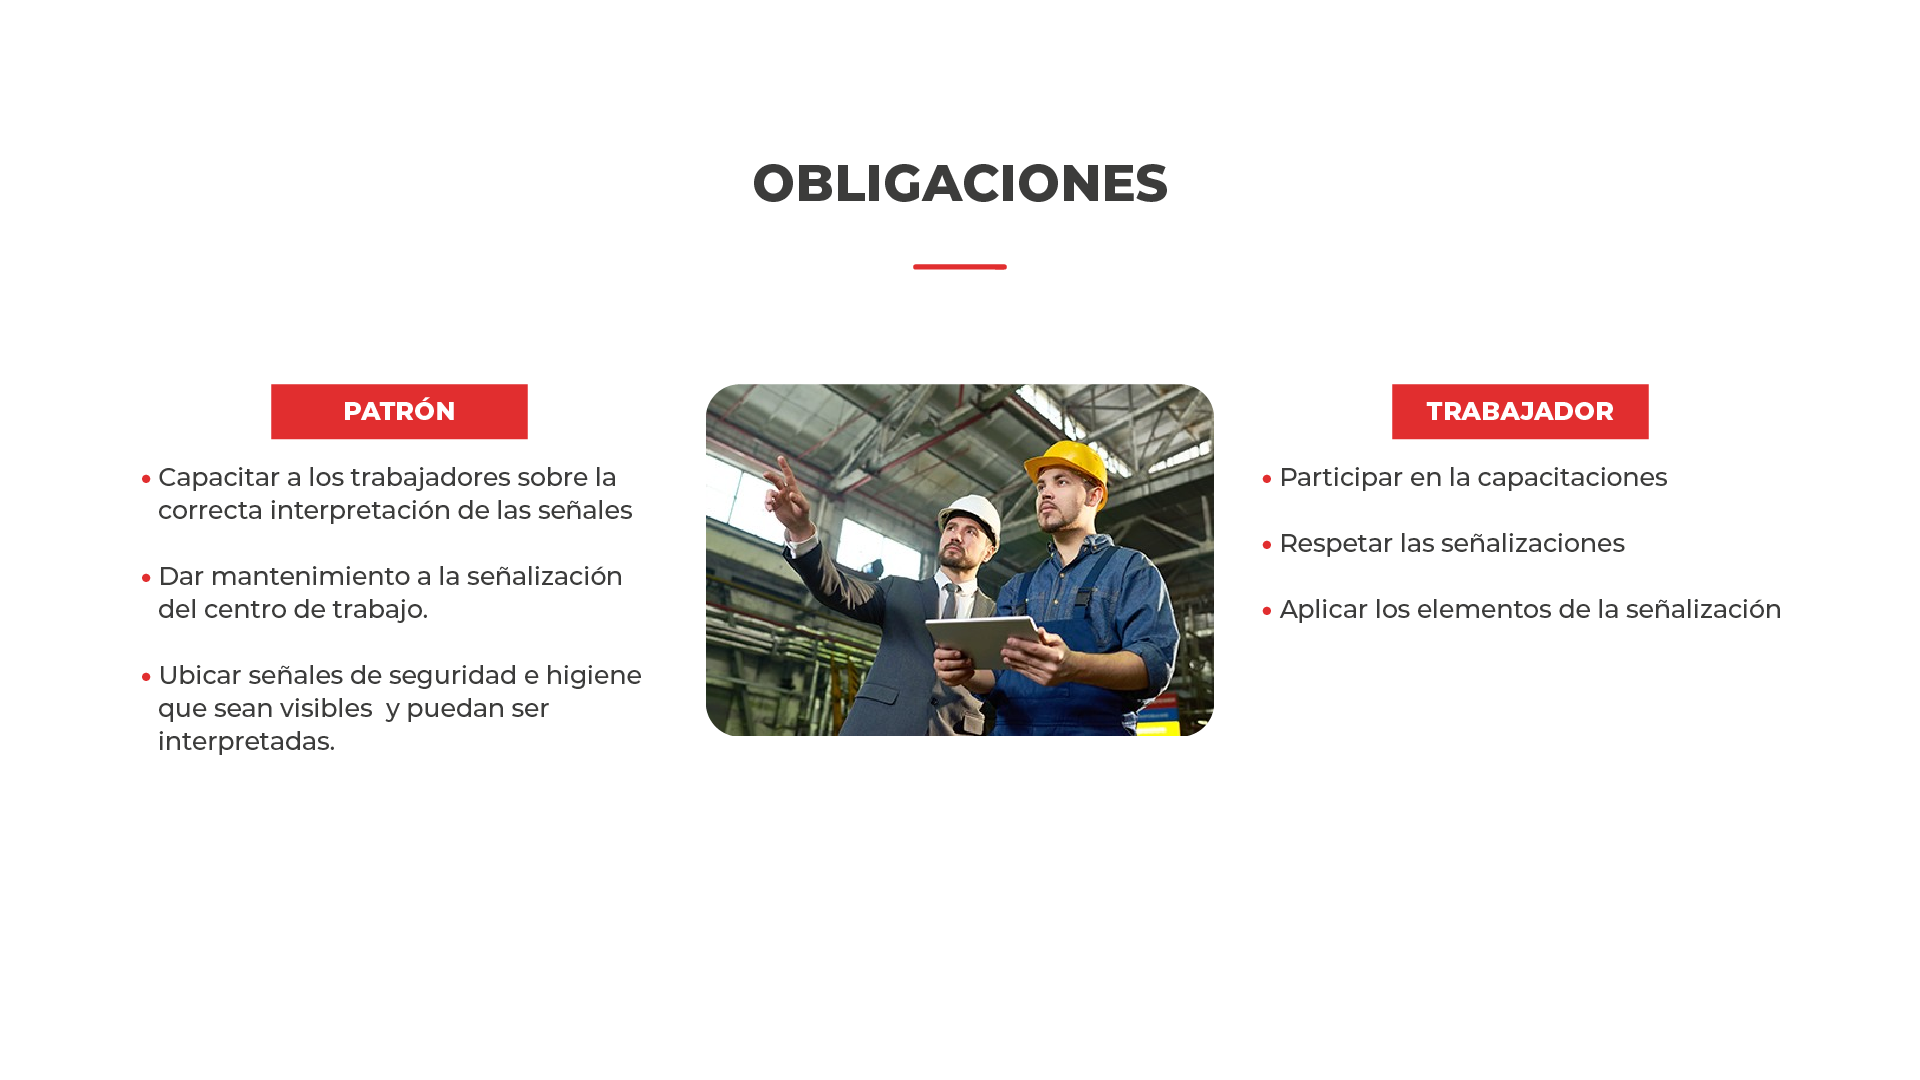 OBLIGACIONES
PATRÓN
• Capacitar a los trabajadores sobre la
correcta interpretación de las señales
• Dar mantenimiento a la señalización
del centro de trabajo.
• Ubicar señales de seguridad e higiene
que sean visibles  y puedan ser
interpretadas.
TRABAJADOR
• Participar en la capacitaciones
• Respetar las señalizaciones
• Aplicar los elementos de la señalización